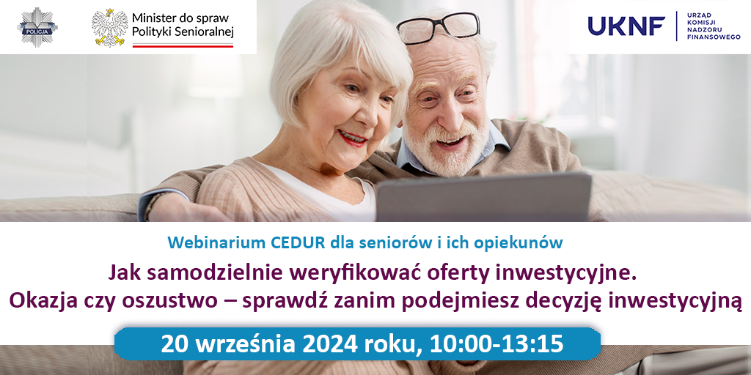 POLICJA
Minister do spraw
Polityki Senioralnej
UKNF
URZĄD
KOMISJI
NADZORU
FINANSOWEGO
Webinarium CEDUR dla seniorów i ich opiekunów
Jak samodzielnie weryfikować oferty inwestycyjne.
Okazja czy oszustwo – sprawdź zanim podejmiesz decyzję inwestycyjną
20 września 2024 roku, 10:00-13:15